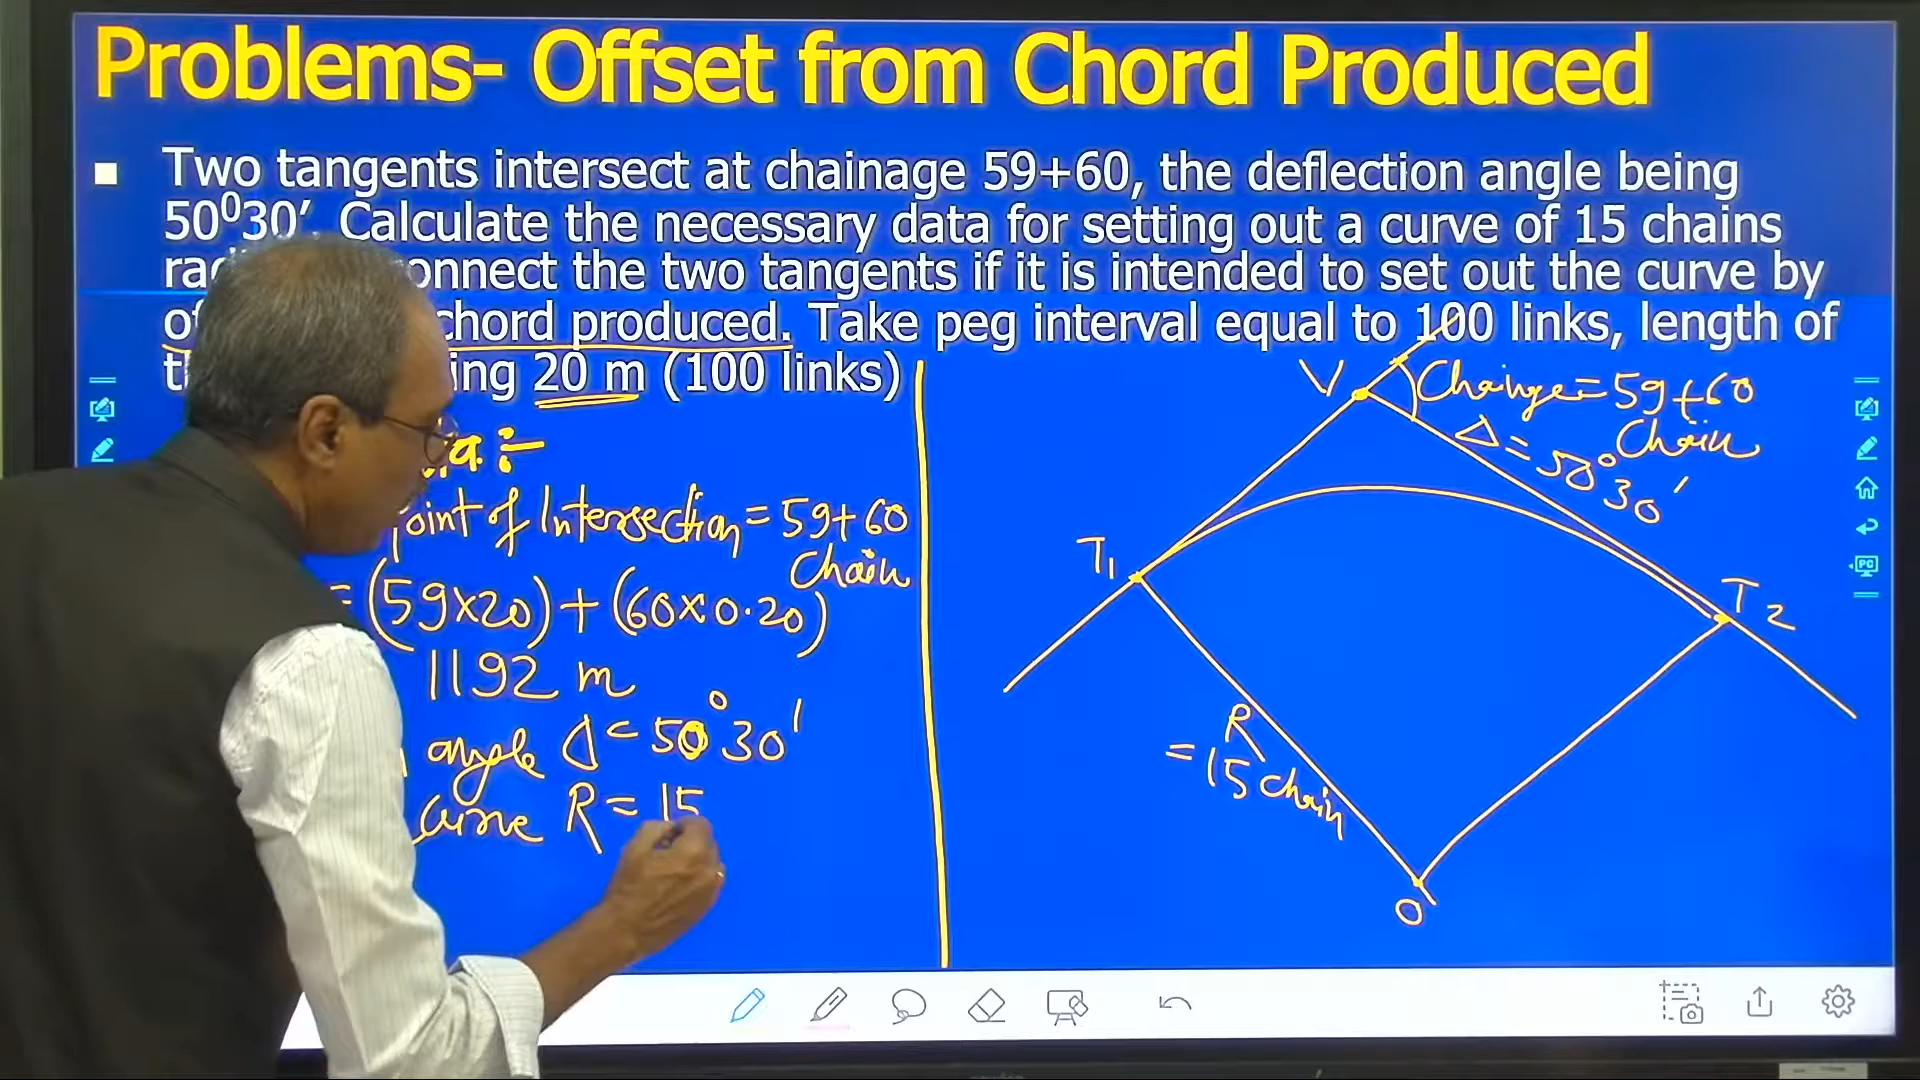 Problems- Offset from Chord Produced
Two tangents intersect at chainage 59+60, the deflection angle being
50⁰30′. Calculate the necessary data for setting out a curve of 15 chains
onnect the two tangents if it is intended to set out the curve by
chord produced. Take peg interval equal to 100 links, length of
ing 20 m (100 links)
V
Chainge = 59+60
Chain
Δ = 50° 30′
:-
Point of Intersection = 59+60
Chain
= (59×20) + (60×0.20)
1192 m
angle Δ = 50° 30′
Curve R = 15
T1
T2
R
= 15 Chain
O
PC